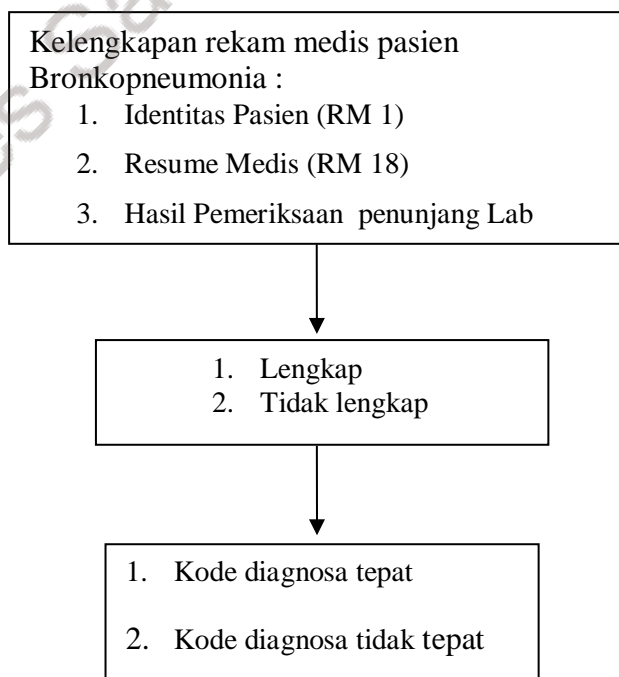 Kelengkapan rekam medis pasien
Bronkopneumonia :
1. Identitas Pasien (RM 1)
2. Resume Medis (RM 18)
3. Hasil Pemeriksaan penunjang Lab
1. Lengkap
2. Tidak lengkap
1. Kode diagnosa tepat
2. Kode diagnosa tidak tepat